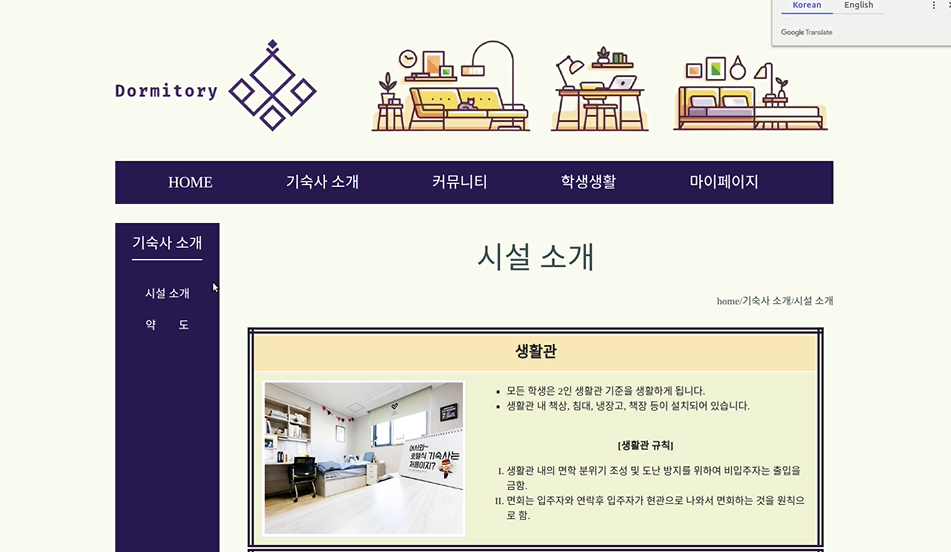 Korean English
Google Translate
Dormitory
HOME 기숙사 소개 커뮤니티 학생생활 마이페이지
기숙사 소개
시설 소개
약 도
시설 소개
home/기숙사 소개/시설 소개
생활관
모든 학생은 2인 생활관 기준을 생활하게 됩니다.
생활관 내 책상, 침대, 냉장고, 책장 등이 설치되어 있습니다.
어서와~
호텔식 기숙사는
처음이지?
[생활관 규칙]
I. 생활관 내의 면학 분위기 조성 및 도난 방지를 위하여 비입주자는 출입을
금함.
II. 면회는 입주자와 연락후 입주자가 현관으로 나와서 면회하는 것을 원칙으
로 함.